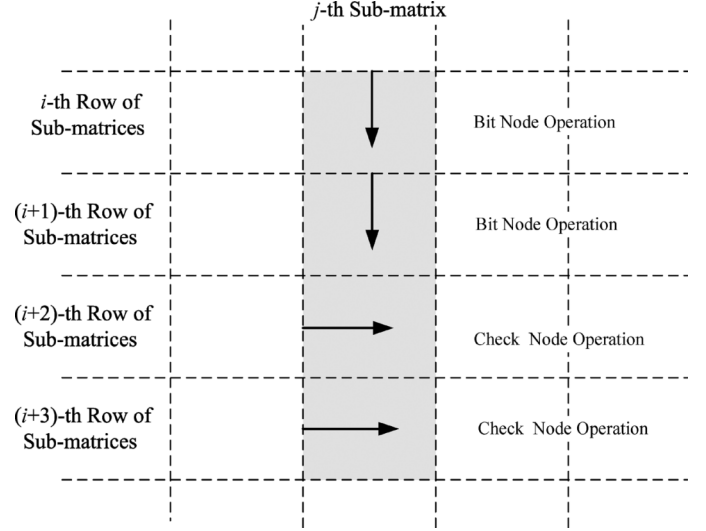 j-th Sub-matrix
i-th Row of
Sub-matrices
Bit Node Operation
(i+1)-th Row of
Sub-matrices
Bit Node Operation
(i+2)-th Row of
Sub-matrices
Check Node Operation
(i+3)-th Row of
Sub-matrices
Check Node Operation